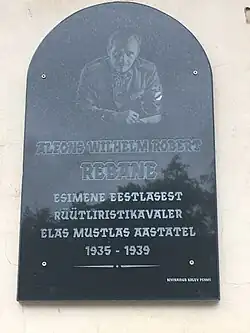 ALFONS WILHELM ROBERT
REBANE
ESIMENE EESTLASEST
RÜÜTLIRISTIKAVALER
ELAS MUSTLAS AASTATEL
1935 - 1939